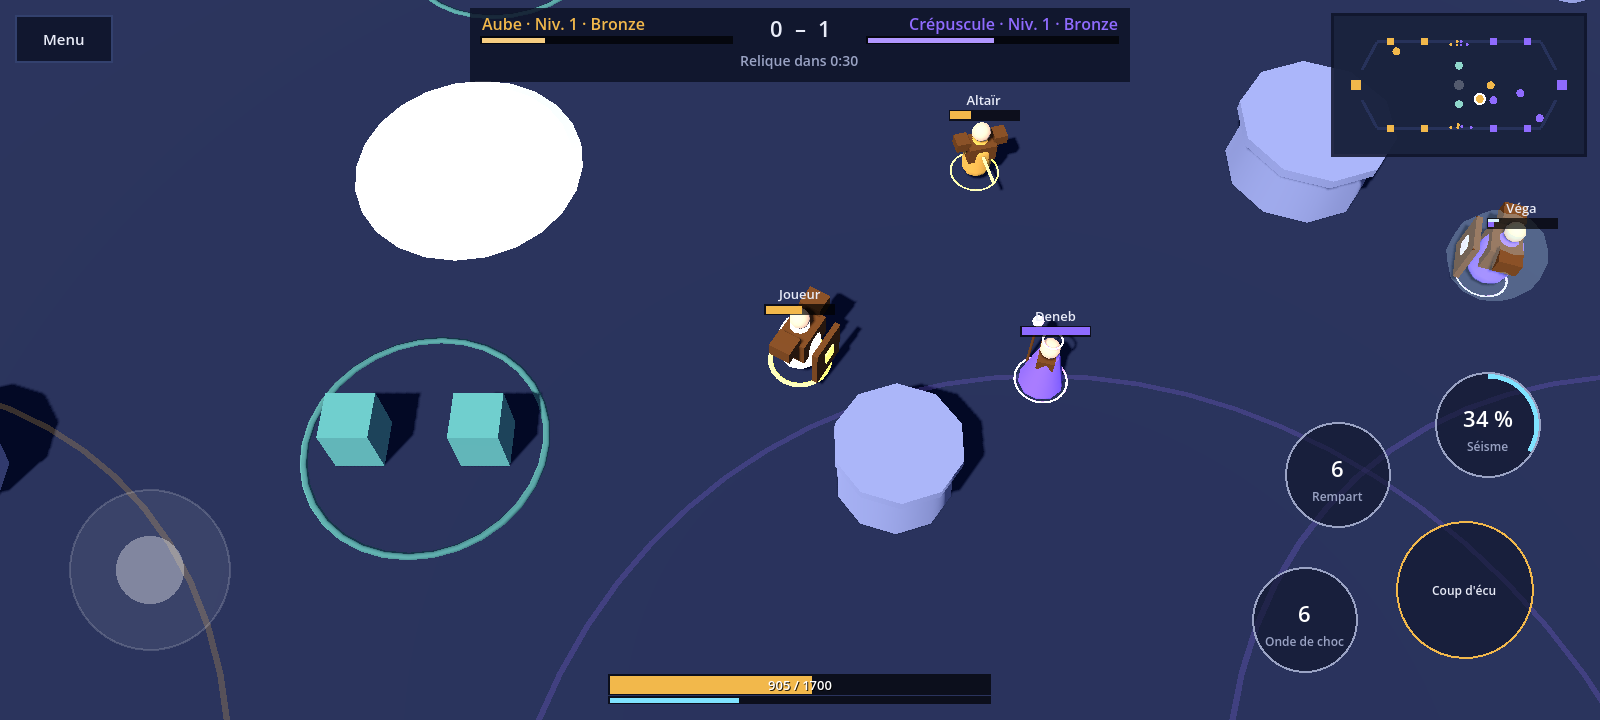 Menu
Aube · Niv. 1 · Bronze
0 – 1
Crépuscule · Niv. 1 · Bronze
Relique dans 0:30
Altaïr
Véga
Joueur
Deneb
34 %
Séisme
6
Rempart
Coup d'écu
6
Onde de choc
905 / 1700